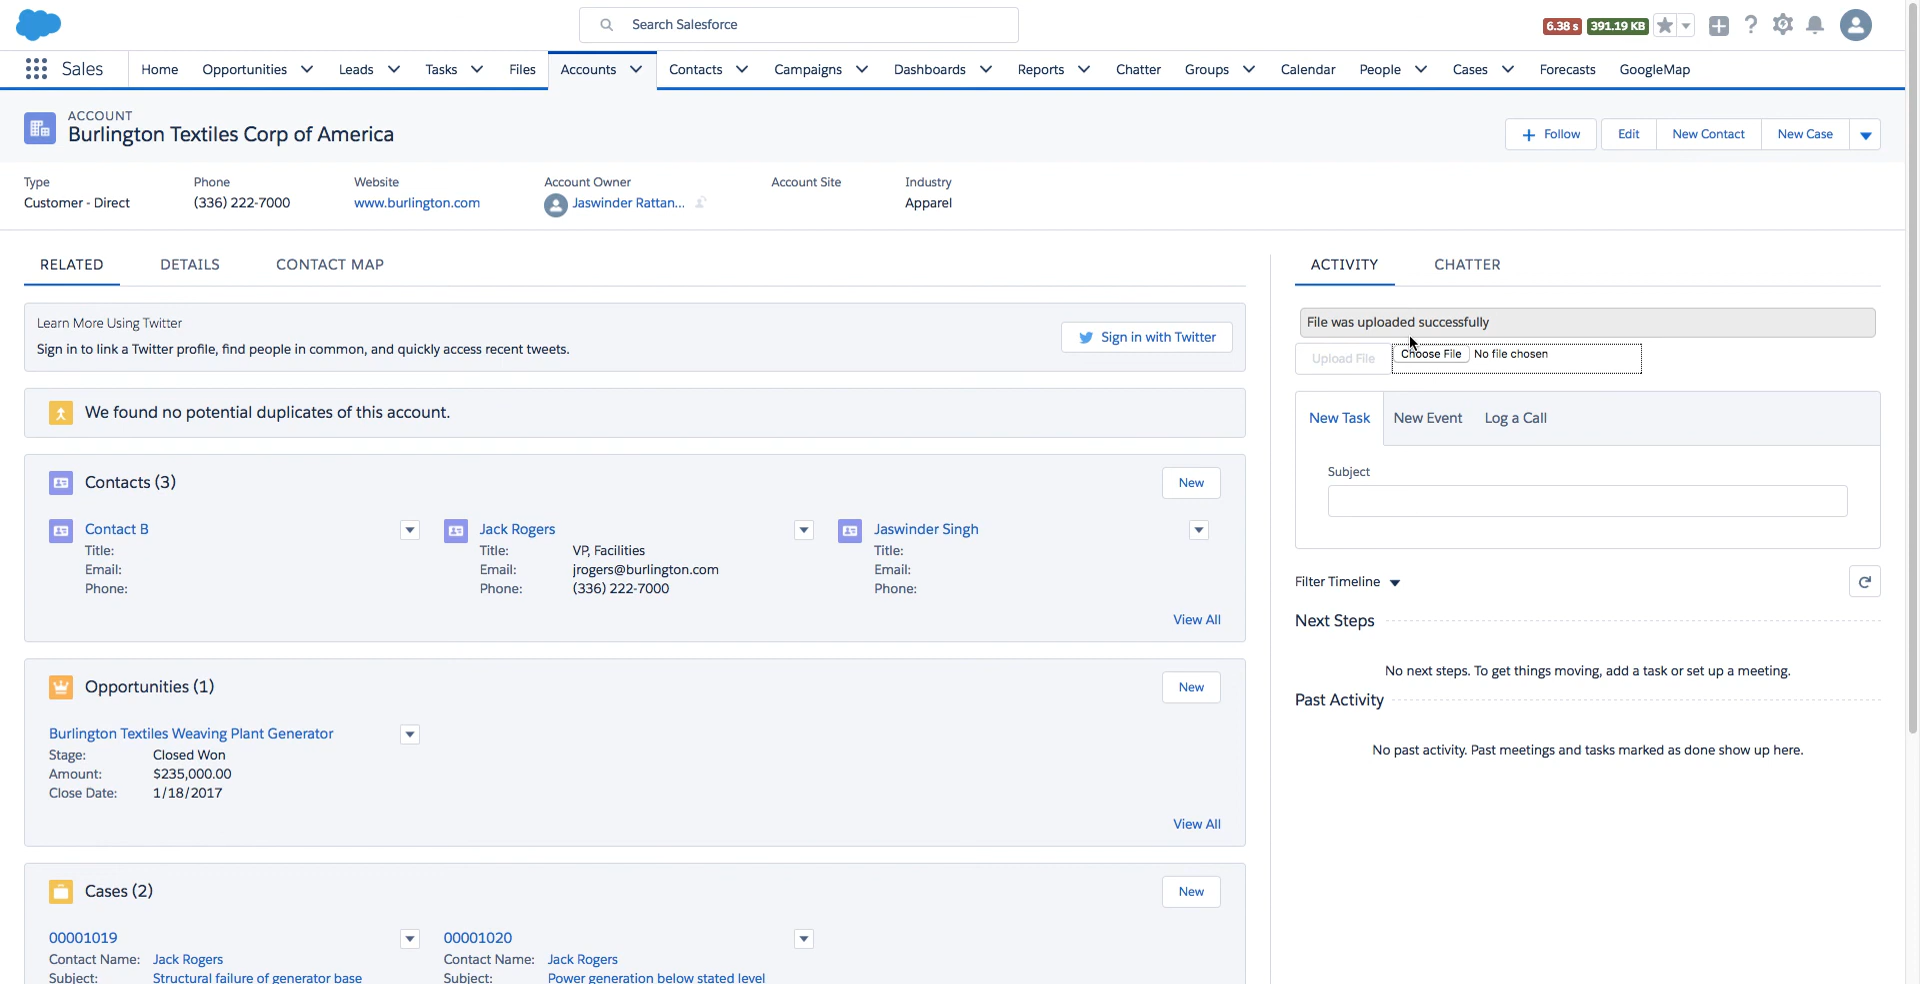 Search Salesforce
6.38 s 391.19 KB
Sales Home Opportunities Leads Tasks Files Accounts Contacts Campaigns Dashboards Reports Chatter Groups Calendar People Cases Forecasts GoogleMap
ACCOUNT
Burlington Textiles Corp of America
Follow Edit New Contact New Case
Type Phone Website Account Owner Account Site Industry
Customer - Direct (336) 222-7000 www.burlington.com Jaswinder Rattan... Apparel
RELATED DETAILS CONTACT MAP
Learn More Using Twitter
Sign in to link a Twitter profile, find people in common, and quickly access recent tweets.
Sign in with Twitter
We found no potential duplicates of this account.
Contacts (3) New
Contact B Jack Rogers Jaswinder Singh
Title: Title: VP, Facilities Title:
Email: Email: jrogers@burlington.com Email:
Phone: Phone: (336) 222-7000 Phone:
View All
Opportunities (1) New
Burlington Textiles Weaving Plant Generator
Stage: Closed Won
Amount: $235,000.00
Close Date: 1/18/2017
View All
Cases (2) New
00001019 00001020
Contact Name: Jack Rogers Contact Name: Jack Rogers
Subject: Structural failure of generator base Subject: Power generation below stated level
ACTIVITY CHATTER
File was uploaded successfully
Upload File Choose File No file chosen
New Task New Event Log a Call
Subject
Filter Timeline
Next Steps
No next steps. To get things moving, add a task or set up a meeting.
Past Activity
No past activity. Past meetings and tasks marked as done show up here.